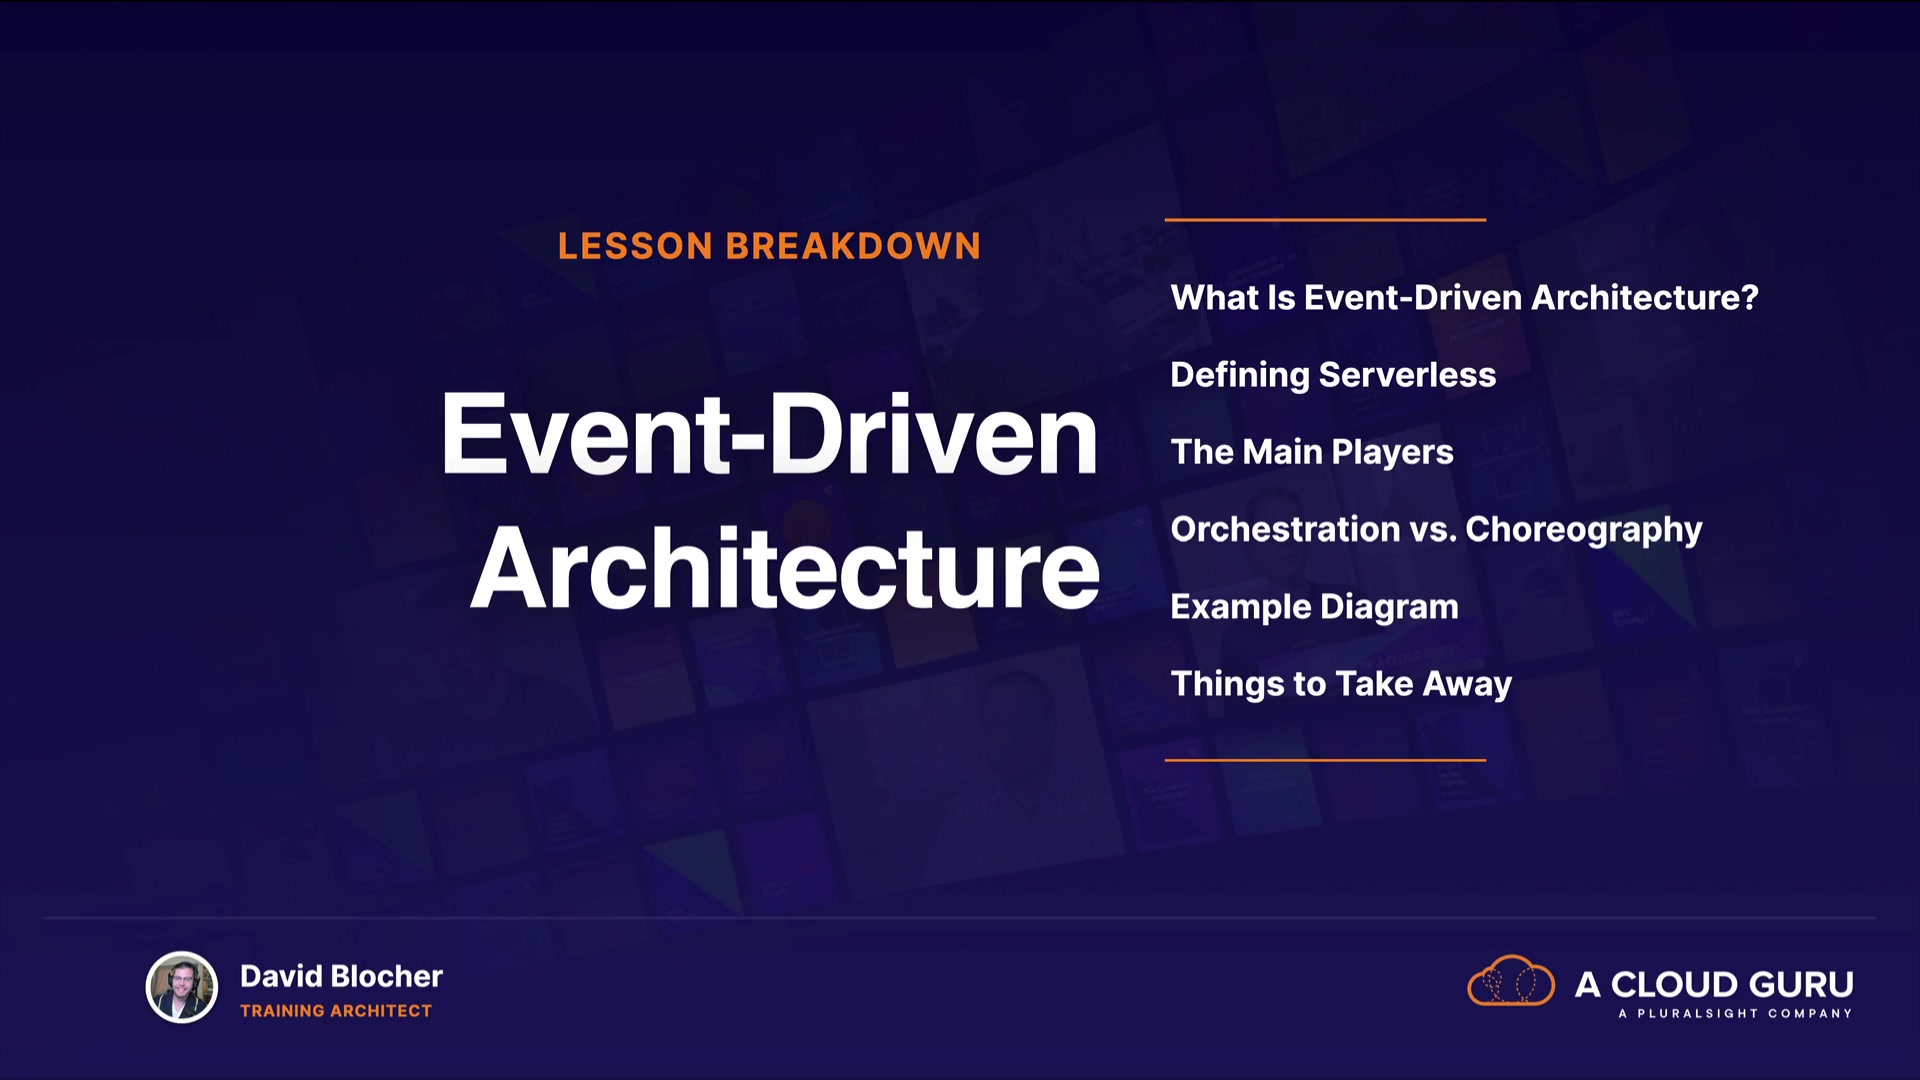 LESSON BREAKDOWN
Event-Driven
Architecture
What Is Event-Driven Architecture?
Defining Serverless
The Main Players
Orchestration vs. Choreography
Example Diagram
Things to Take Away
David Blocher
TRAINING ARCHITECT
A CLOUD GURU
A PLURALSIGHT COMPANY